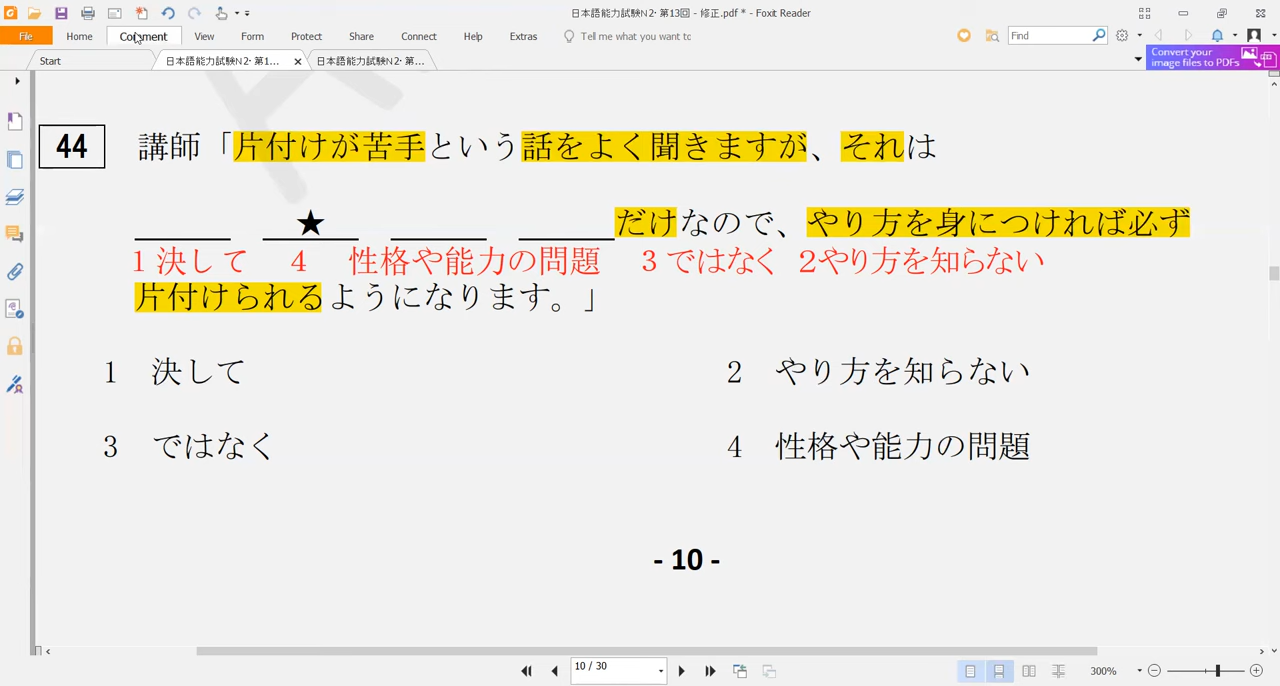 日本語能力試験N2・第13回 - 修正.pdf * - Foxit Reader
File Home Comment View Form Protect Share Connect Help Extras Tell me what you want to Find
Start 日本語能力試験N2・第1... 日本語能力試験N2・第...
Convert your
image files to PDFs
44 講師「片付けが苦手という話をよく聞きますが、それは
★ だけなので、やり方を身につければ必ず
1決して 4 性格や能力の問題 3ではなく 2やり方を知らない
片付けられるようになります。」
1 決して 2 やり方を知らない
3 ではなく 4 性格や能力の問題
- 10 -
10 / 30 300%